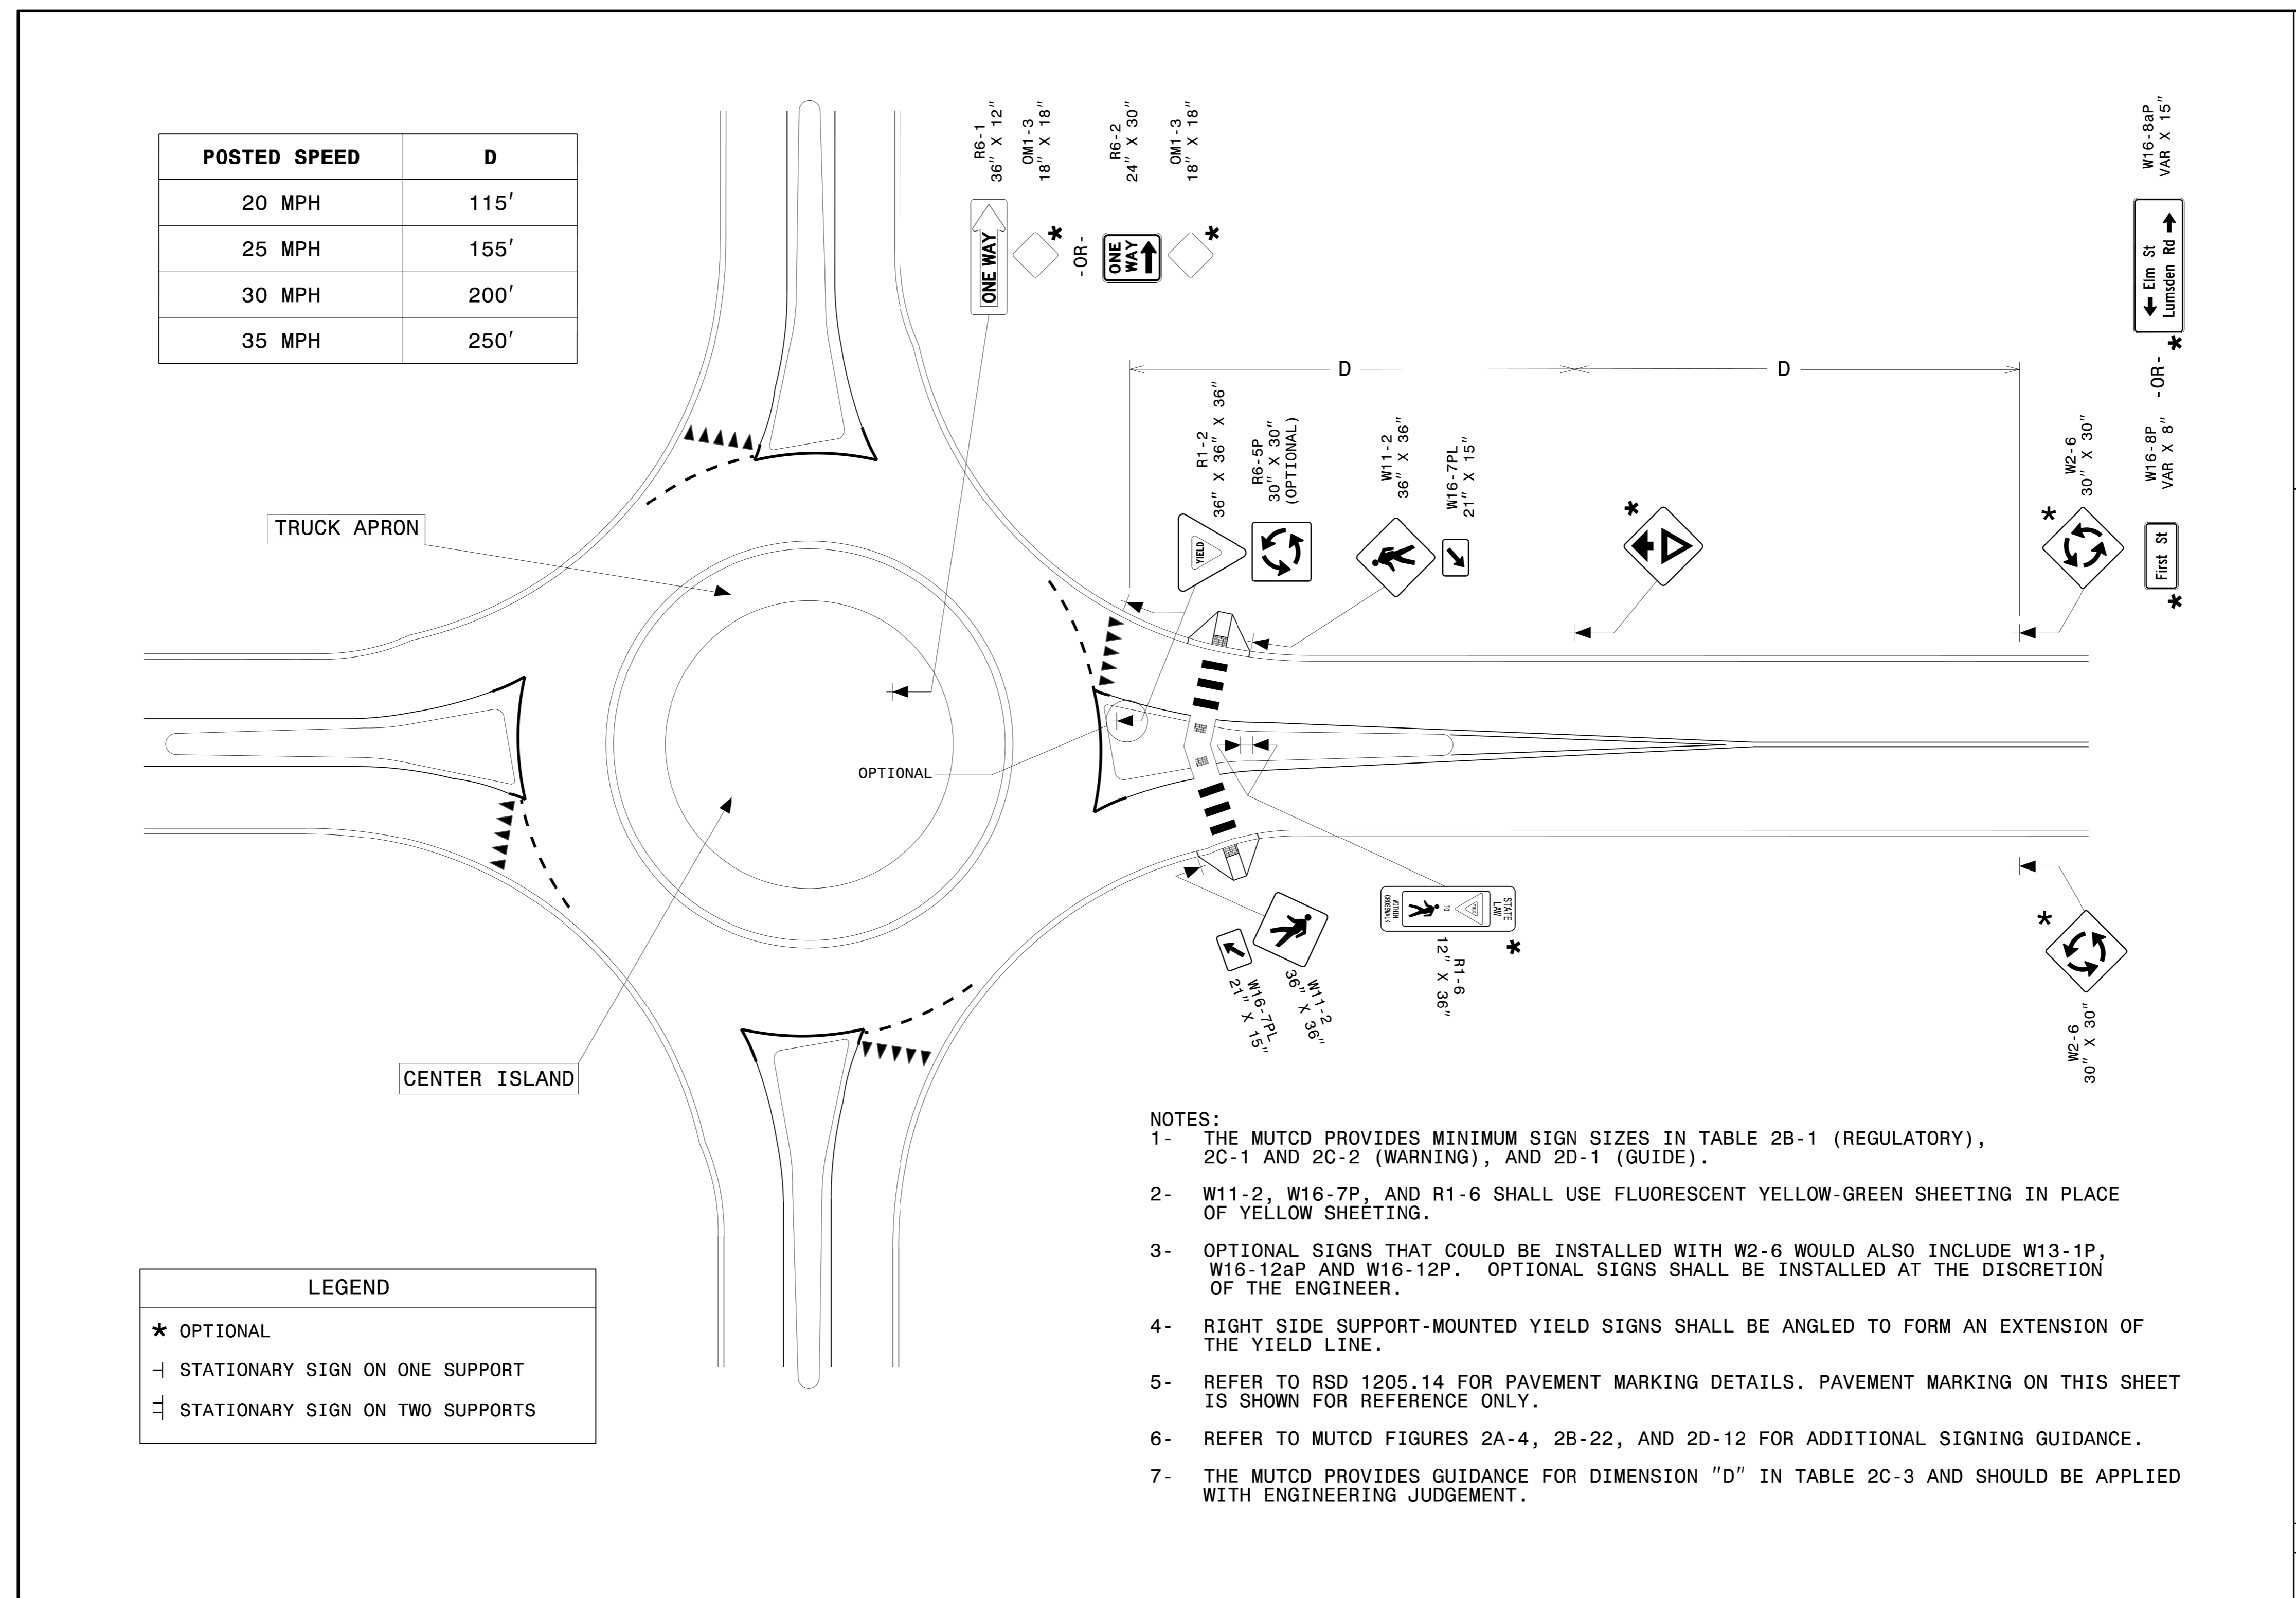 POSTED SPEED D
20 MPH 115'
25 MPH 155'
30 MPH 200'
35 MPH 250'
R6-1
36" X 12"
OM1-3
18" X 18"
R6-2
24" X 30"
OM1-3
18" X 18"
ONE WAY
*
-OR-
ONE
WAY
*
W16-8aP
VAR X 15"
← Elm St
Lumsden Rd →
*
-OR-
W16-8P
VAR X 8"
First St
*
W2-6
30" X 30"
*
D
D
R1-2
36" X 36" X 36"
R6-5P
30" X 30"
(OPTIONAL)
YIELD
W11-2
36" X 36"
W16-7PL
21" X 15"
*
TRUCK APRON
OPTIONAL
CENTER ISLAND
STATE
LAW
YIELD
TO
WITHIN
CROSSWALK
*
R1-6
12" X 36"
W11-2
36" X 36"
W16-7PL
21" X 15"
*
W2-6
30" X 30"
NOTES:
1- THE MUTCD PROVIDES MINIMUM SIGN SIZES IN TABLE 2B-1 (REGULATORY),
2C-1 AND 2C-2 (WARNING), AND 2D-1 (GUIDE).
2- W11-2, W16-7P, AND R1-6 SHALL USE FLUORESCENT YELLOW-GREEN SHEETING IN PLACE
OF YELLOW SHEETING.
3- OPTIONAL SIGNS THAT COULD BE INSTALLED WITH W2-6 WOULD ALSO INCLUDE W13-1P,
W16-12aP AND W16-12P. OPTIONAL SIGNS SHALL BE INSTALLED AT THE DISCRETION
OF THE ENGINEER.
4- RIGHT SIDE SUPPORT-MOUNTED YIELD SIGNS SHALL BE ANGLED TO FORM AN EXTENSION OF
THE YIELD LINE.
5- REFER TO RSD 1205.14 FOR PAVEMENT MARKING DETAILS. PAVEMENT MARKING ON THIS SHEET
IS SHOWN FOR REFERENCE ONLY.
6- REFER TO MUTCD FIGURES 2A-4, 2B-22, AND 2D-12 FOR ADDITIONAL SIGNING GUIDANCE.
7- THE MUTCD PROVIDES GUIDANCE FOR DIMENSION "D" IN TABLE 2C-3 AND SHOULD BE APPLIED
WITH ENGINEERING JUDGEMENT.
LEGEND
* OPTIONAL
STATIONARY SIGN ON ONE SUPPORT
STATIONARY SIGN ON TWO SUPPORTS